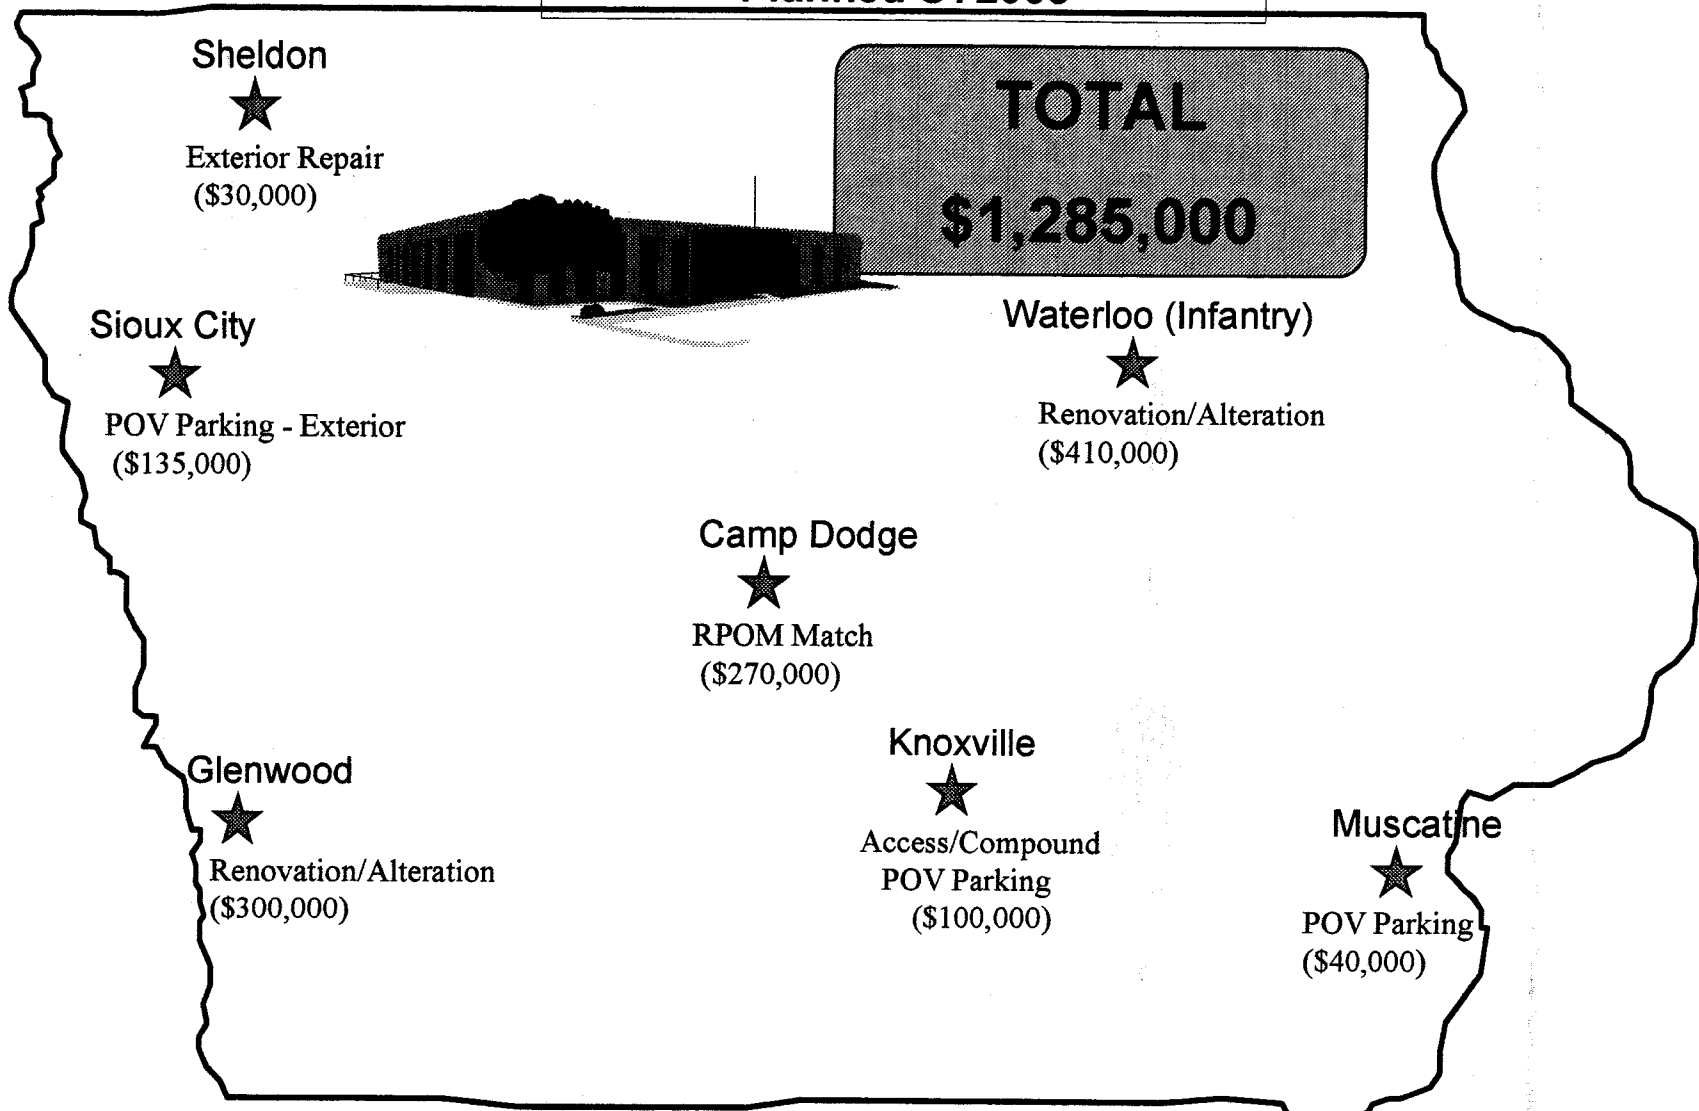 Sheldon
Exterior Repair
($30,000)
TOTAL
$1,285,000
Sioux City
POV Parking - Exterior
($135,000)
Waterloo (Infantry)
Renovation/Alteration
($410,000)
Camp Dodge
RPOM Match
($270,000)
Glenwood
Renovation/Alteration
($300,000)
Knoxville
Access/Compound
POV Parking
($100,000)
Muscatine
POV Parking
($40,000)